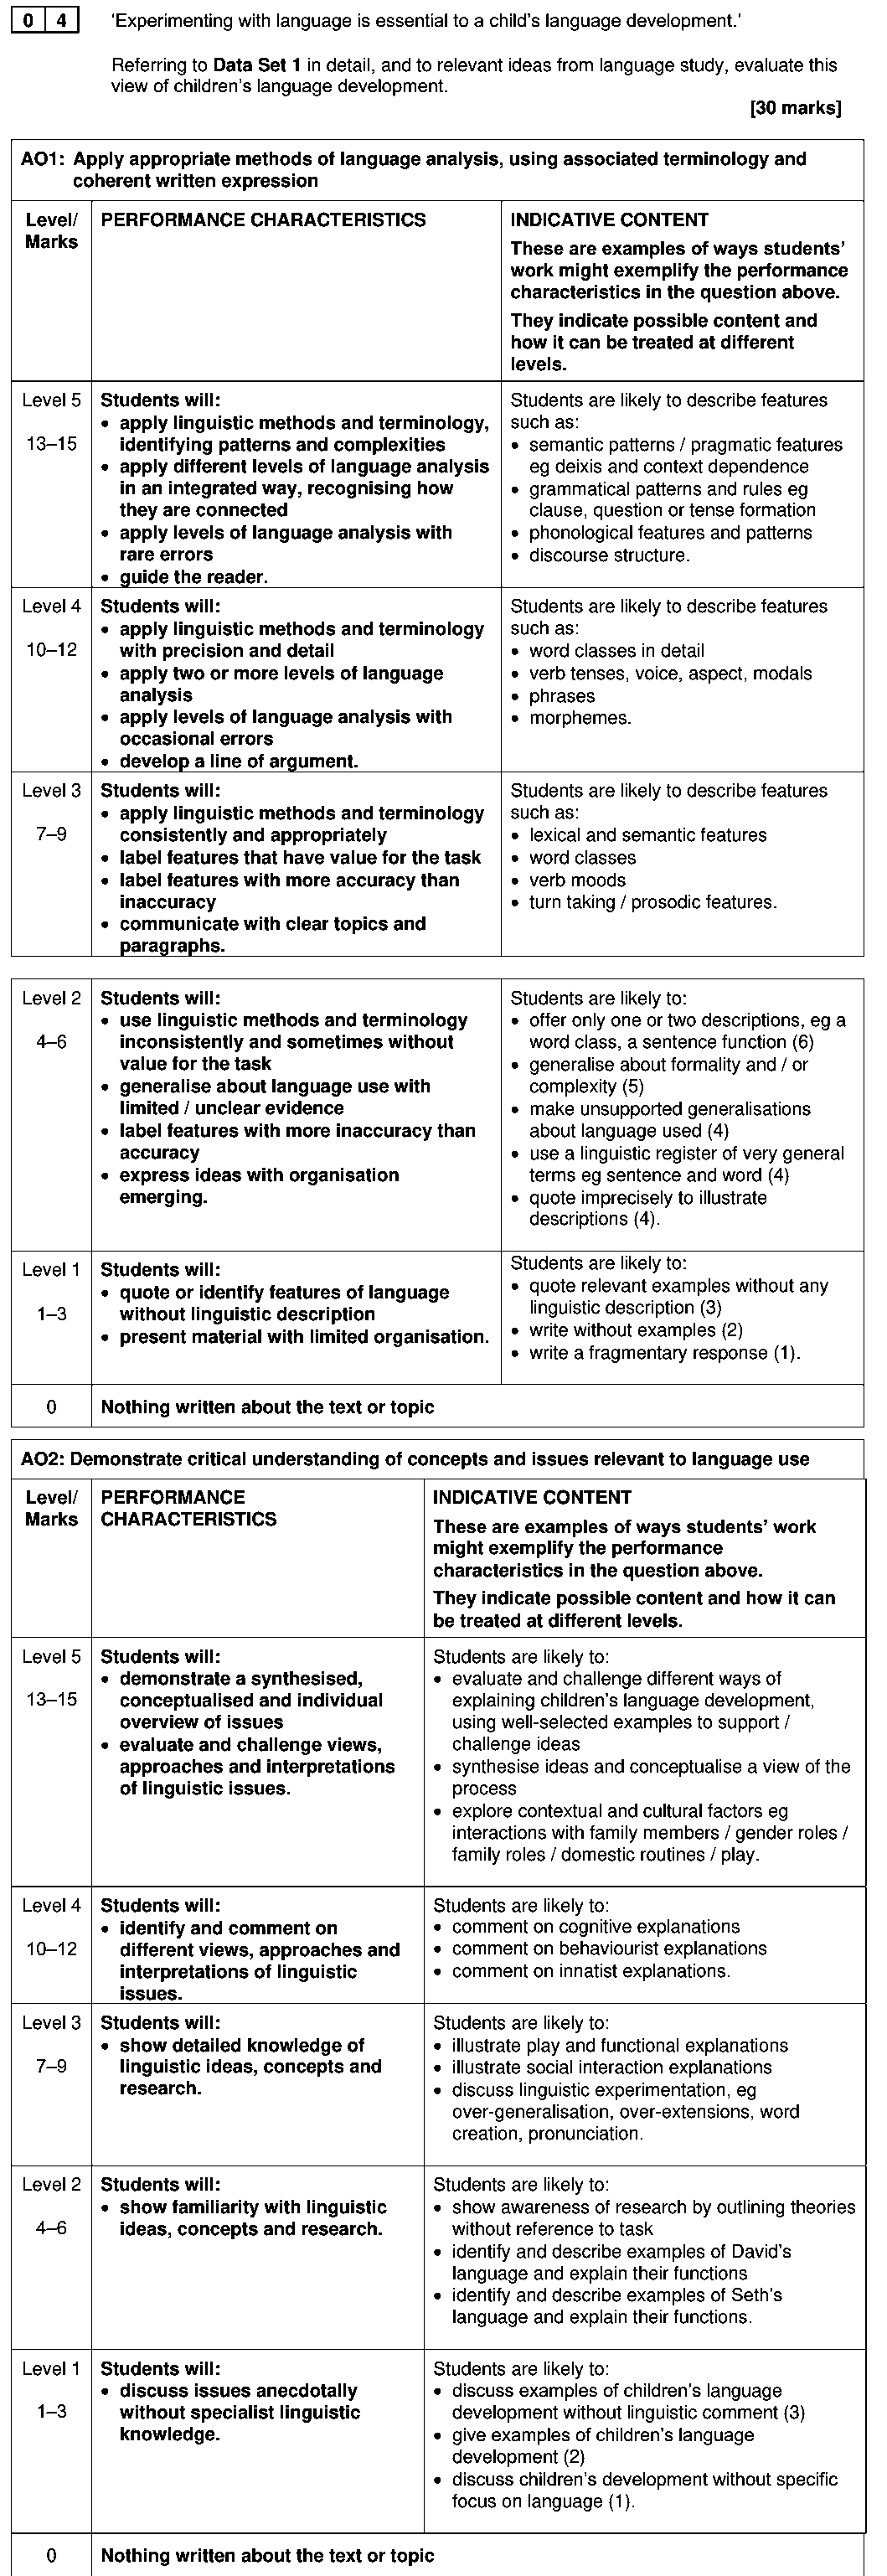 0 4 'Experimenting with language is essential to a child's language development.'
Referring to Data Set 1 in detail, and to relevant ideas from language study, evaluate this
view of children's language development.
[30 marks]
AO1: Apply appropriate methods of language analysis, using associated terminology and
coherent written expression
Level/
Marks
PERFORMANCE CHARACTERISTICS
INDICATIVE CONTENT
These are examples of ways students'
work might exemplify the performance
characteristics in the question above.
They indicate possible content and
how it can be treated at different
levels.
Level 5
13–15
Students will:
• apply linguistic methods and terminology,
identifying patterns and complexities
• apply different levels of language analysis
in an integrated way, recognising how
they are connected
• apply levels of language analysis with
rare errors
• guide the reader.
Students are likely to describe features
such as:
• semantic patterns / pragmatic features
eg deixis and context dependence
• grammatical patterns and rules eg
clause, question or tense formation
• phonological features and patterns
• discourse structure.
Level 4
10–12
Students will:
• apply linguistic methods and terminology
with precision and detail
• apply two or more levels of language
analysis
• apply levels of language analysis with
occasional errors
• develop a line of argument.
Students are likely to describe features
such as:
• word classes in detail
• verb tenses, voice, aspect, modals
• phrases
• morphemes.
Level 3
7–9
Students will:
• apply linguistic methods and terminology
consistently and appropriately
• label features that have value for the task
• label features with more accuracy than
inaccuracy
• communicate with clear topics and
paragraphs.
Students are likely to describe features
such as:
• lexical and semantic features
• word classes
• verb moods
• turn taking / prosodic features.
Level 2
4–6
Students will:
• use linguistic methods and terminology
inconsistently and sometimes without
value for the task
• generalise about language use with
limited / unclear evidence
• label features with more inaccuracy than
accuracy
• express ideas with organisation
emerging.
Students are likely to:
• offer only one or two descriptions, eg a
word class, a sentence function (6)
• generalise about formality and / or
complexity (5)
• make unsupported generalisations
about language used (4)
• use a linguistic register of very general
terms eg sentence and word (4)
• quote imprecisely to illustrate
descriptions (4).
Level 1
1–3
Students will:
• quote or identify features of language
without linguistic description
• present material with limited organisation.
Students are likely to:
• quote relevant examples without any
linguistic description (3)
• write without examples (2)
• write a fragmentary response (1).
0
Nothing written about the text or topic
AO2: Demonstrate critical understanding of concepts and issues relevant to language use
Level/
Marks
PERFORMANCE
CHARACTERISTICS
INDICATIVE CONTENT
These are examples of ways students' work
might exemplify the performance
characteristics in the question above.
They indicate possible content and how it can
be treated at different levels.
Level 5
13–15
Students will:
• demonstrate a synthesised,
conceptualised and individual
overview of issues
• evaluate and challenge views,
approaches and interpretations
of linguistic issues.
Students are likely to:
• evaluate and challenge different ways of
explaining children's language development,
using well-selected examples to support /
challenge ideas
• synthesise ideas and conceptualise a view of the
process
• explore contextual and cultural factors eg
interactions with family members / gender roles /
family roles / domestic routines / play.
Level 4
10–12
Students will:
• identify and comment on
different views, approaches and
interpretations of linguistic
issues.
Students are likely to:
• comment on cognitive explanations
• comment on behaviourist explanations
• comment on innatist explanations.
Level 3
7–9
Students will:
• show detailed knowledge of
linguistic ideas, concepts and
research.
Students are likely to:
• illustrate play and functional explanations
• illustrate social interaction explanations
• discuss linguistic experimentation, eg
over-generalisation, over-extensions, word
creation, pronunciation.
Level 2
4–6
Students will:
• show familiarity with linguistic
ideas, concepts and research.
Students are likely to:
• show awareness of research by outlining theories
without reference to task
• identify and describe examples of David's
language and explain their functions
• identify and describe examples of Seth's
language and explain their functions.
Level 1
1–3
Students will:
• discuss issues anecdotally
without specialist linguistic
knowledge.
Students are likely to:
• discuss examples of children's language
development without linguistic comment (3)
• give examples of children's language
development (2)
• discuss children's development without specific
focus on language (1).
0
Nothing written about the text or topic